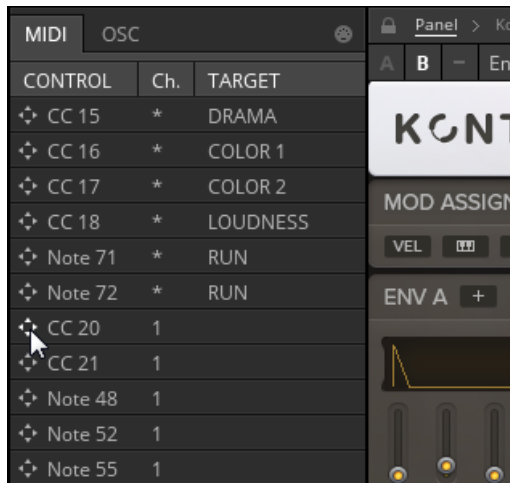 MIDI OSC
CONTROL Ch. TARGET
CC 15 * DRAMA
CC 16 * COLOR 1
CC 17 * COLOR 2
CC 18 * LOUDNESS
Note 71 * RUN
Note 72 * RUN
CC 20 1
CC 21 1
Note 48 1
Note 52 1
Note 55 1
Panel >
A B – En
KONT
MOD ASSIGN
VEL
ENV A +